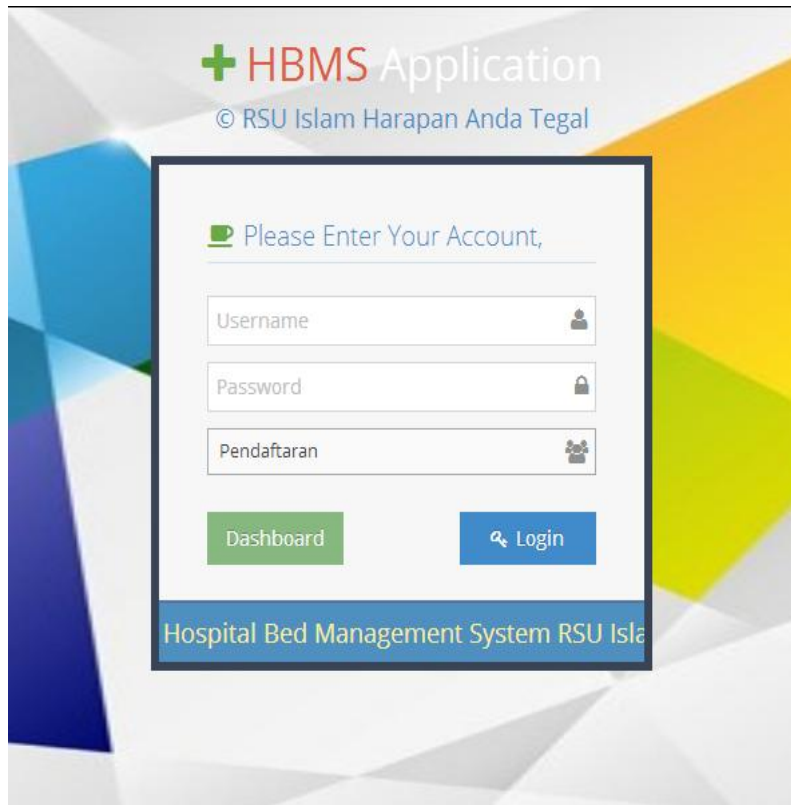 HBMS Application
© RSU Islam Harapan Anda Tegal
Please Enter Your Account,
Username
Password
Pendaftaran
Dashboard
Login
Hospital Bed Management System RSU Isla